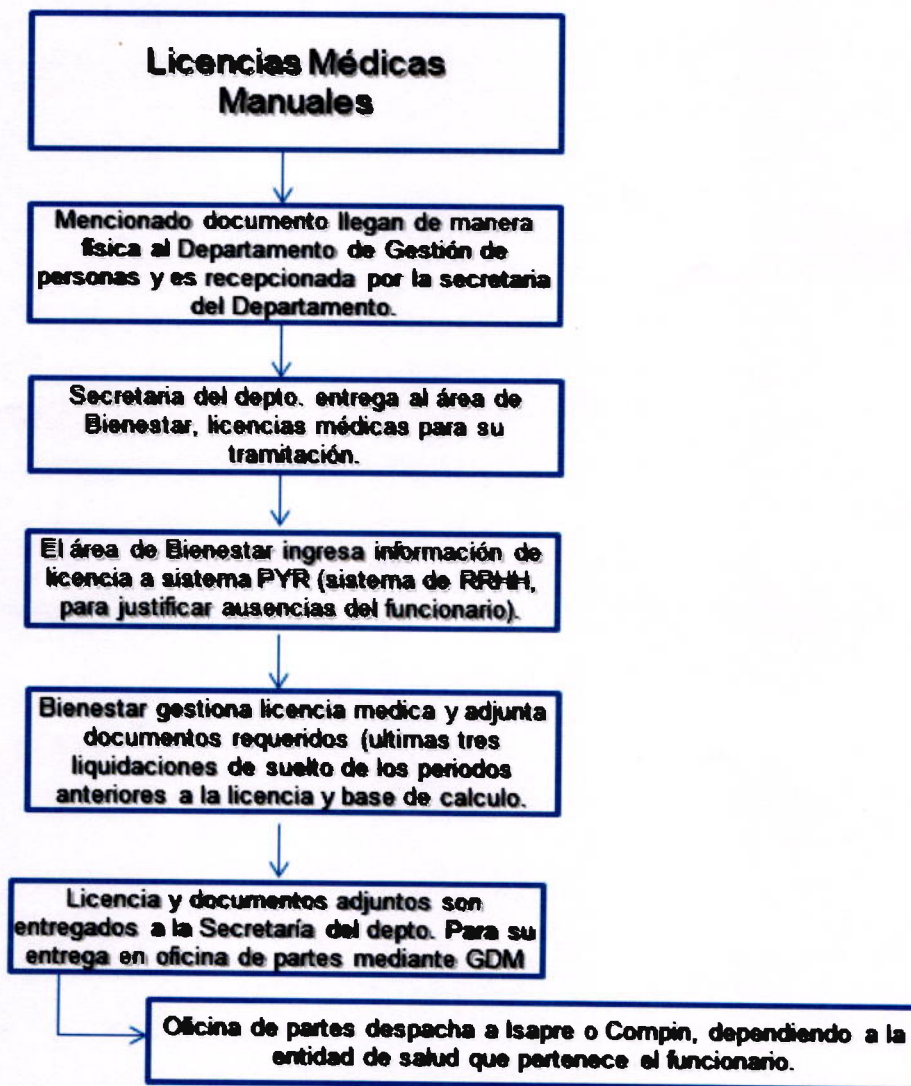 Licencias Médicas
Manuales
Mencionado documento llegan de manera
física al Departamento de Gestión de
personas y es recepcionada por la secretaria
del Departamento.
Secretaria del depto. entrega al área de
Bienestar, licencias médicas para su
tramitación.
El área de Bienestar ingresa información de
licencia a sistema PYR (sistema de RRHH,
para justificar ausencias del funcionario).
Bienestar gestiona licencia medica y adjunta
documentos requeridos (ultimas tres
liquidaciones de suelto de los periodos
anteriores a la licencia y base de calculo.
Licencia y documentos adjuntos son
entregados a la Secretaría del depto. Para su
entrega en oficina de partes mediante GDM
Oficina de partes despacha a Isapre o Compin, dependiendo a la
entidad de salud que pertenece el funcionario.